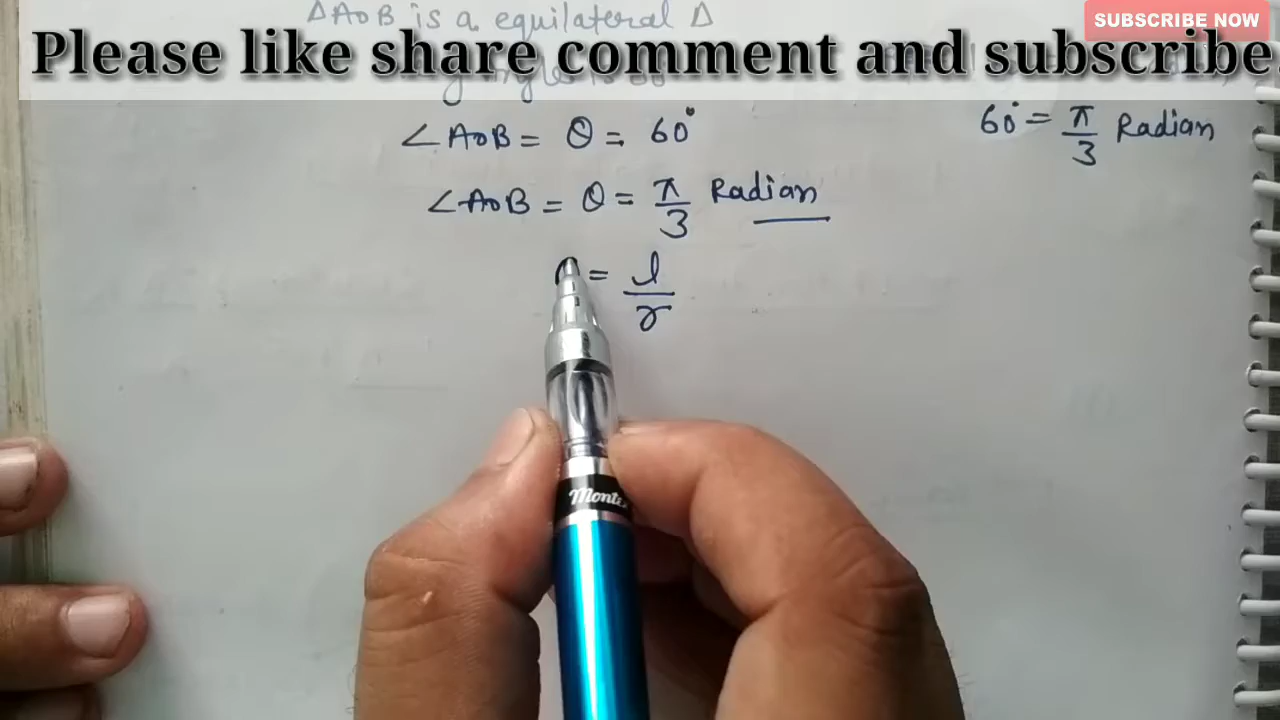 SUBSCRIBE NOW
△AOB is a equilateral △
Please like share comment and subscribe.
∠AOB = θ = 60°
60° = π/3 Radian
∠AOB = θ = π/3 Radian
= l/r
Monte